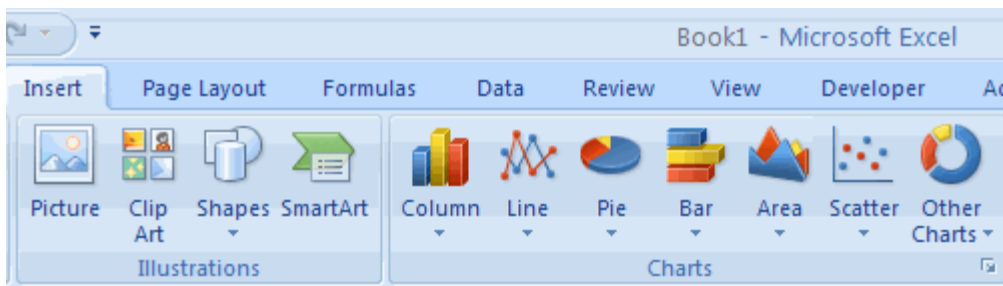 Book1 - Microsoft Excel
Insert Page Layout Formulas Data Review View Developer
Picture Clip Art Shapes SmartArt Column Line Pie Bar Area Scatter Other Charts
Illustrations Charts